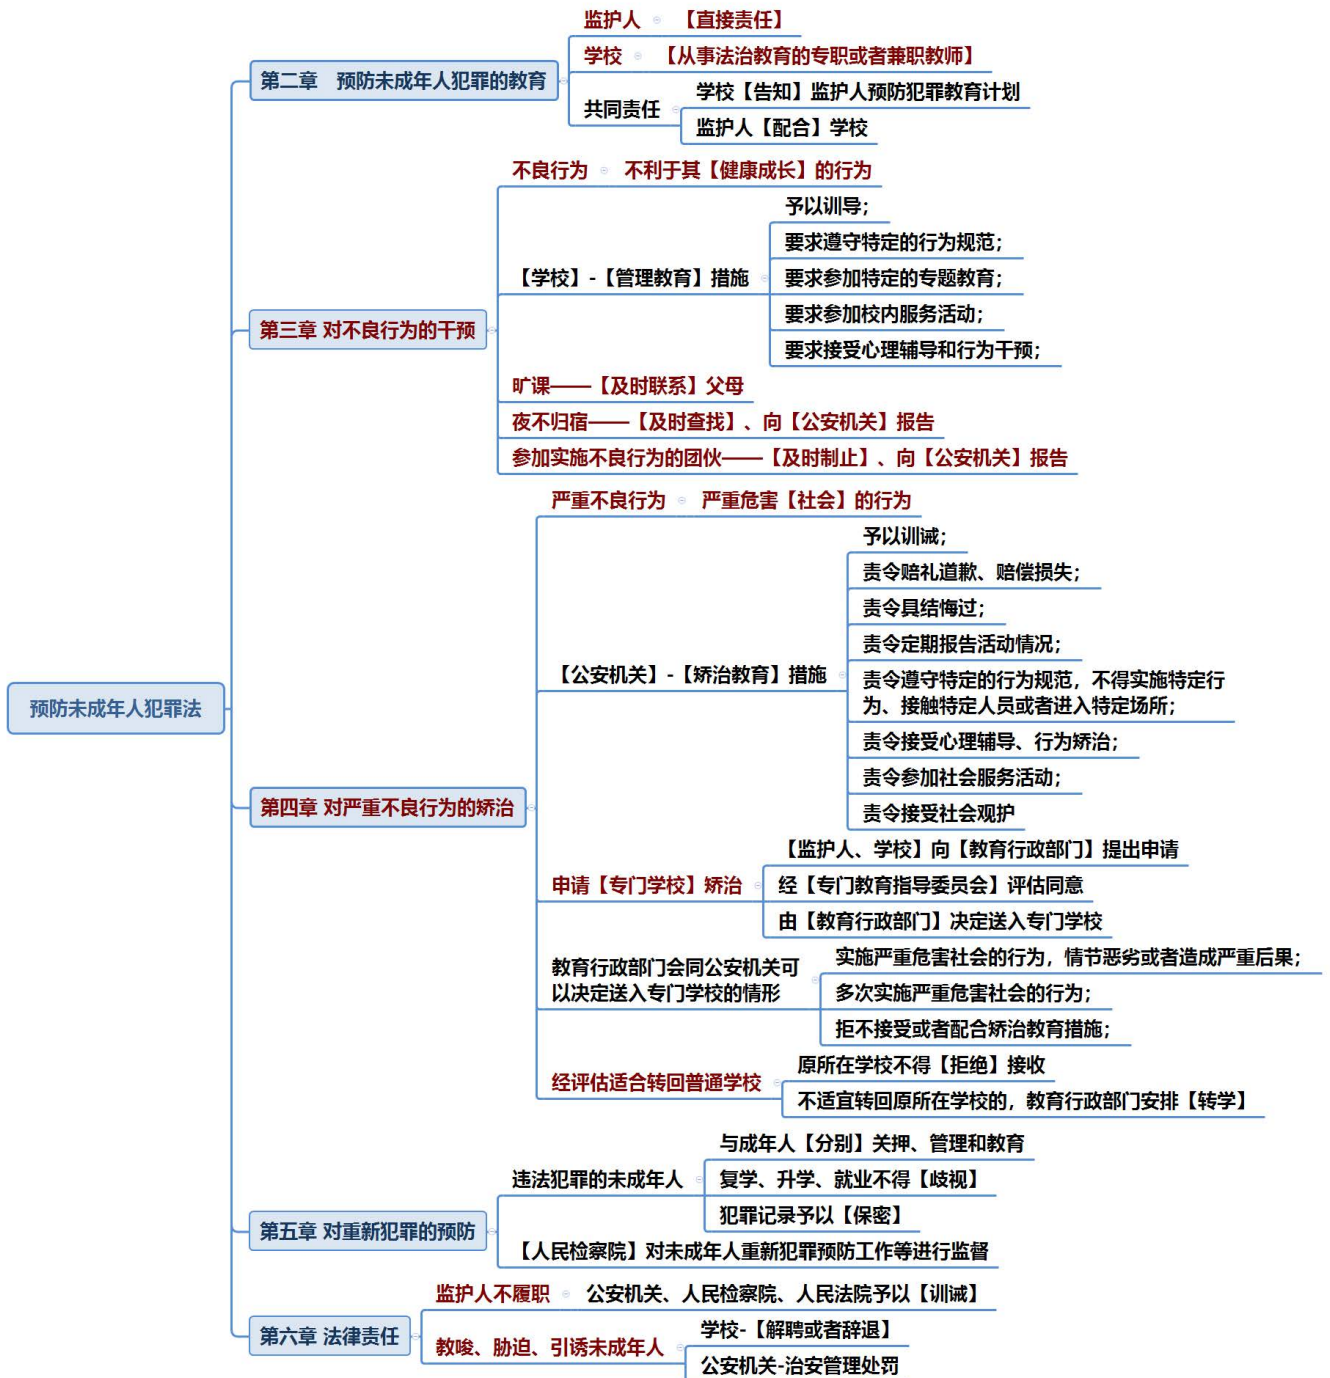 预防未成年人犯罪法
第二章 预防未成年人犯罪的教育
监护人 【直接责任】
学校 【从事法治教育的专职或者兼职教师】
共同责任
学校【告知】监护人预防犯罪教育计划
监护人【配合】学校
第三章 对不良行为的干预
不良行为 不利于其【健康成长】的行为
【学校】-【管理教育】措施
予以训导；
要求遵守特定的行为规范；
要求参加特定的专题教育；
要求参加校内服务活动；
要求接受心理辅导和行为干预；
旷课——【及时联系】父母
夜不归宿——【及时查找】、向【公安机关】报告
参加实施不良行为的团伙——【及时制止】、向【公安机关】报告
第四章 对严重不良行为的矫治
严重不良行为 严重危害【社会】的行为
【公安机关】-【矫治教育】措施
予以训诫；
责令赔礼道歉、赔偿损失；
责令具结悔过；
责令定期报告活动情况；
责令遵守特定的行为规范，不得实施特定行
为、接触特定人员或者进入特定场所；
责令接受心理辅导、行为矫治；
责令参加社会服务活动；
责令接受社会观护
申请【专门学校】矫治
【监护人、学校】向【教育行政部门】提出申请
经【专门教育指导委员会】评估同意
由【教育行政部门】决定送入专门学校
教育行政部门会同公安机关可
以决定送入专门学校的情形
实施严重危害社会的行为，情节恶劣或者造成严重后果；
多次实施严重危害社会的行为；
拒不接受或者配合矫治教育措施；
经评估适合转回普通学校
原所在学校不得【拒绝】接收
不适宜转回原所在学校的，教育行政部门安排【转学】
第五章 对重新犯罪的预防
违法犯罪的未成年人
与成年人【分别】关押、管理和教育
复学、升学、就业不得【歧视】
犯罪记录予以【保密】
【人民检察院】对未成年人重新犯罪预防工作等进行监督
第六章 法律责任
监护人不履职 公安机关、人民检察院、人民法院予以【训诫】
教唆、胁迫、引诱未成年人
学校-【解聘或者辞退】
公安机关-治安管理处罚